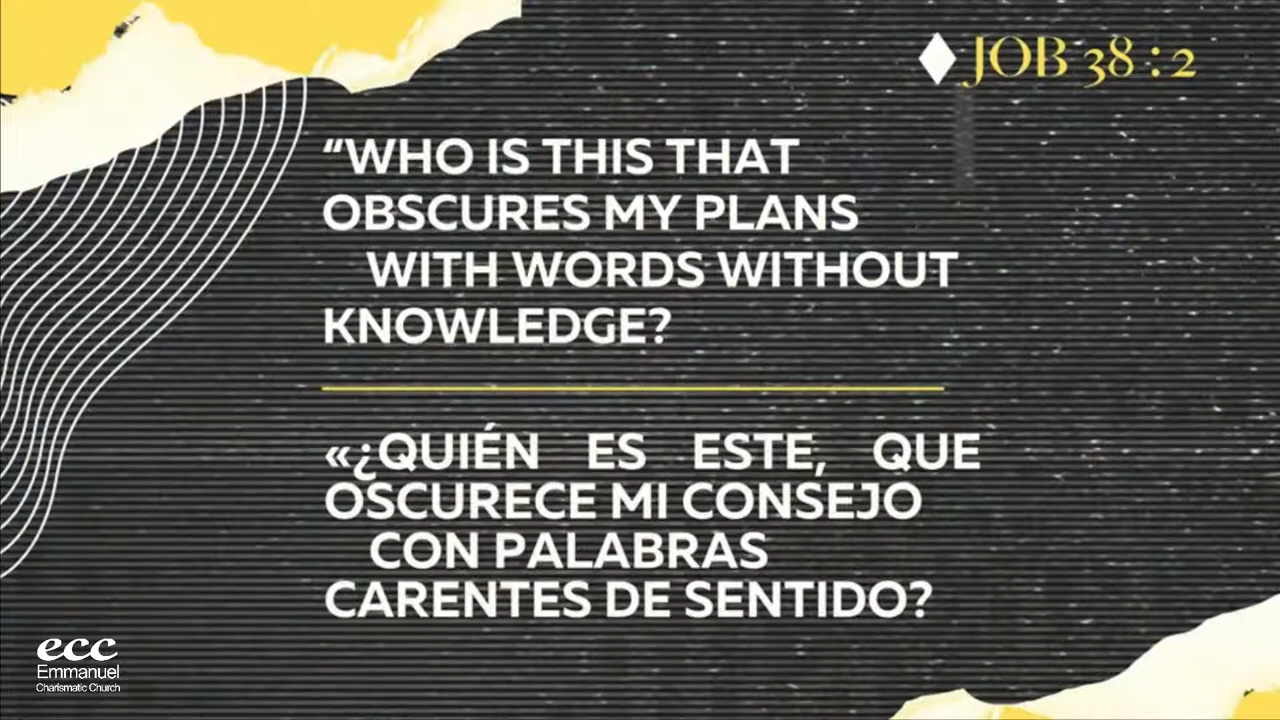 JOB 38 : 2
“WHO IS THIS THAT
OBSCURES MY PLANS
WITH WORDS WITHOUT
KNOWLEDGE?
«¿QUIÉN ES ESTE, QUE
OSCURECE MI CONSEJO
CON PALABRAS
CARENTES DE SENTIDO?
ecc
Emmanuel
Charismatic Church